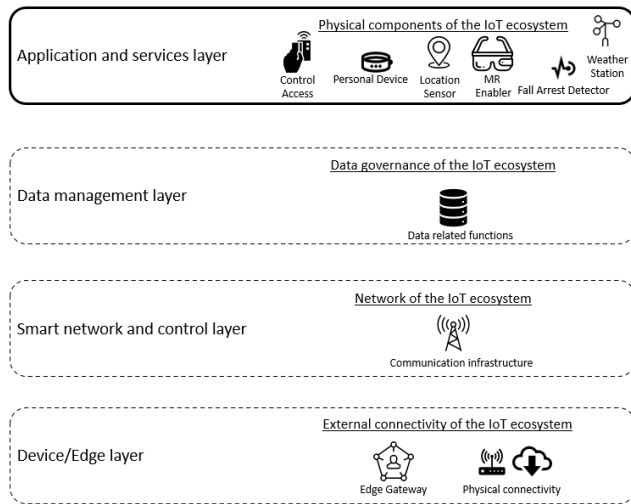 Application and services layer
Physical components of the IoT ecosystem
Control
Access
Personal Device
Location
Sensor
MR
Enabler
Fall Arrest Detector
Weather
Station
Data management layer
Data governance of the IoT ecosystem
Data related functions
Smart network and control layer
Network of the IoT ecosystem
Communication infrastructure
Device/Edge layer
External connectivity of the IoT ecosystem
Edge Gateway
Physical connectivity